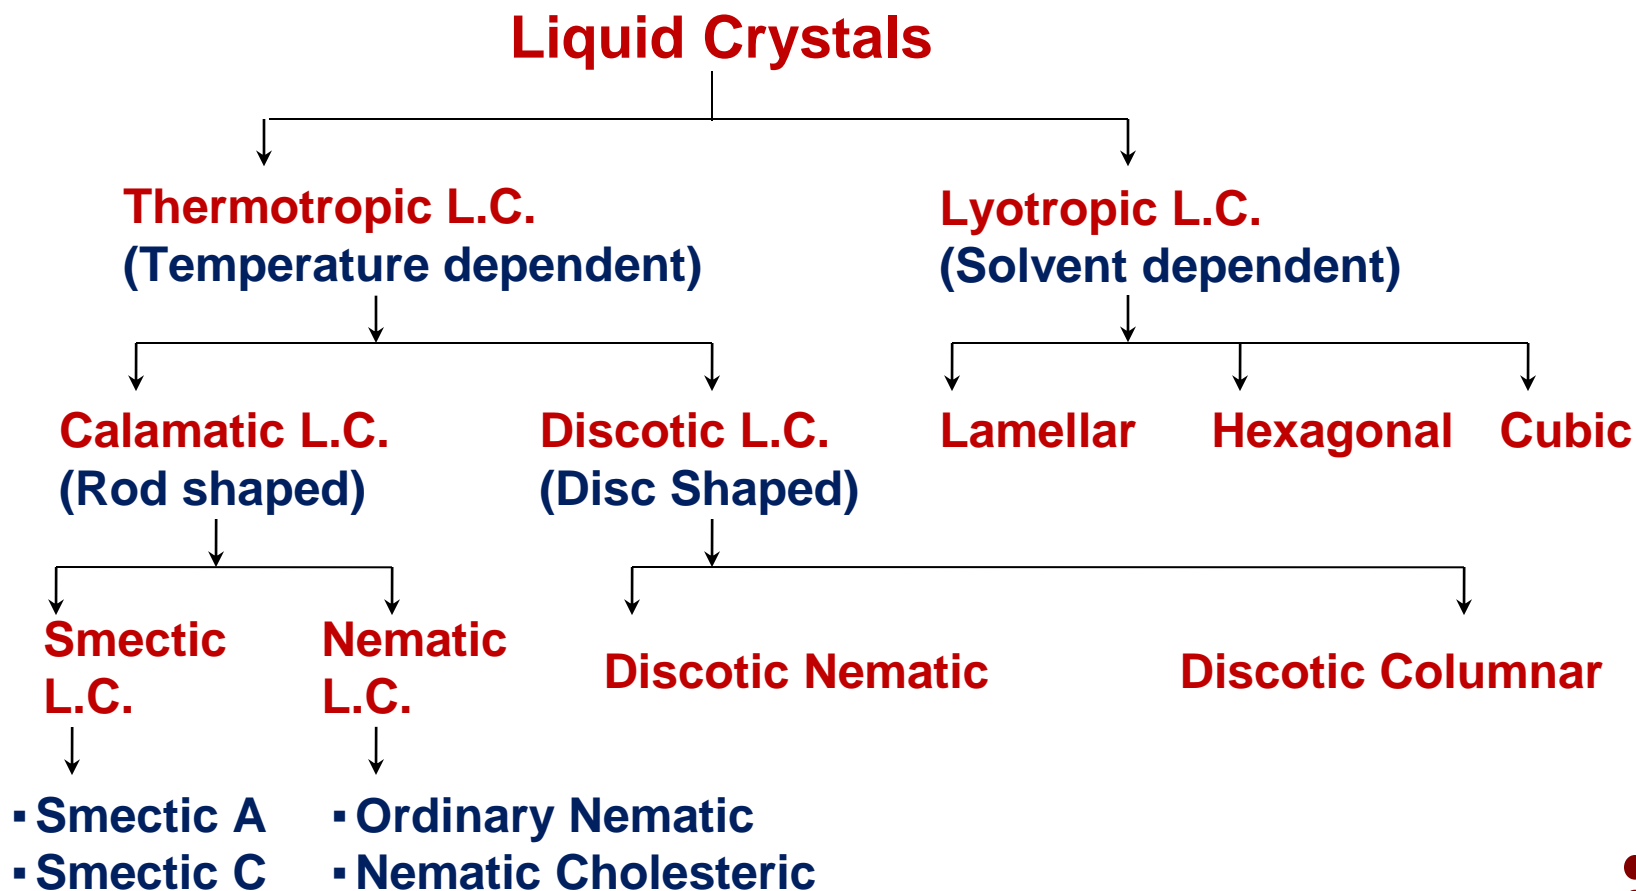 Liquid Crystals
Thermotropic L.C.
(Temperature dependent)
Lyotropic L.C.
(Solvent dependent)
Calamatic L.C.
(Rod shaped)
Discotic L.C.
(Disc Shaped)
Lamellar
Hexagonal
Cubic
Smectic
L.C.
Nematic
L.C.
Discotic Nematic
Discotic Columnar
▪ Smectic A
▪ Smectic C
▪ Ordinary Nematic
▪ Nematic Cholesteric